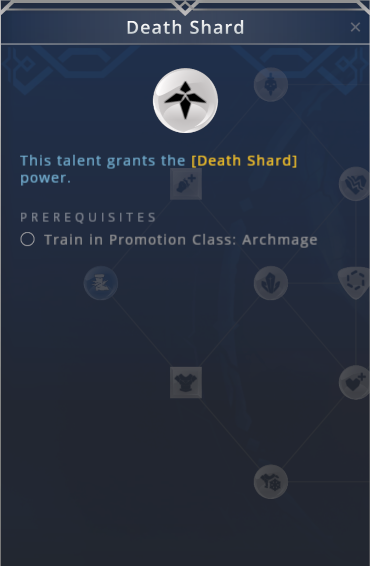 Death Shard
This talent grants the [Death Shard]
power.
PREREQUISITES
Train in Promotion Class: Archmage